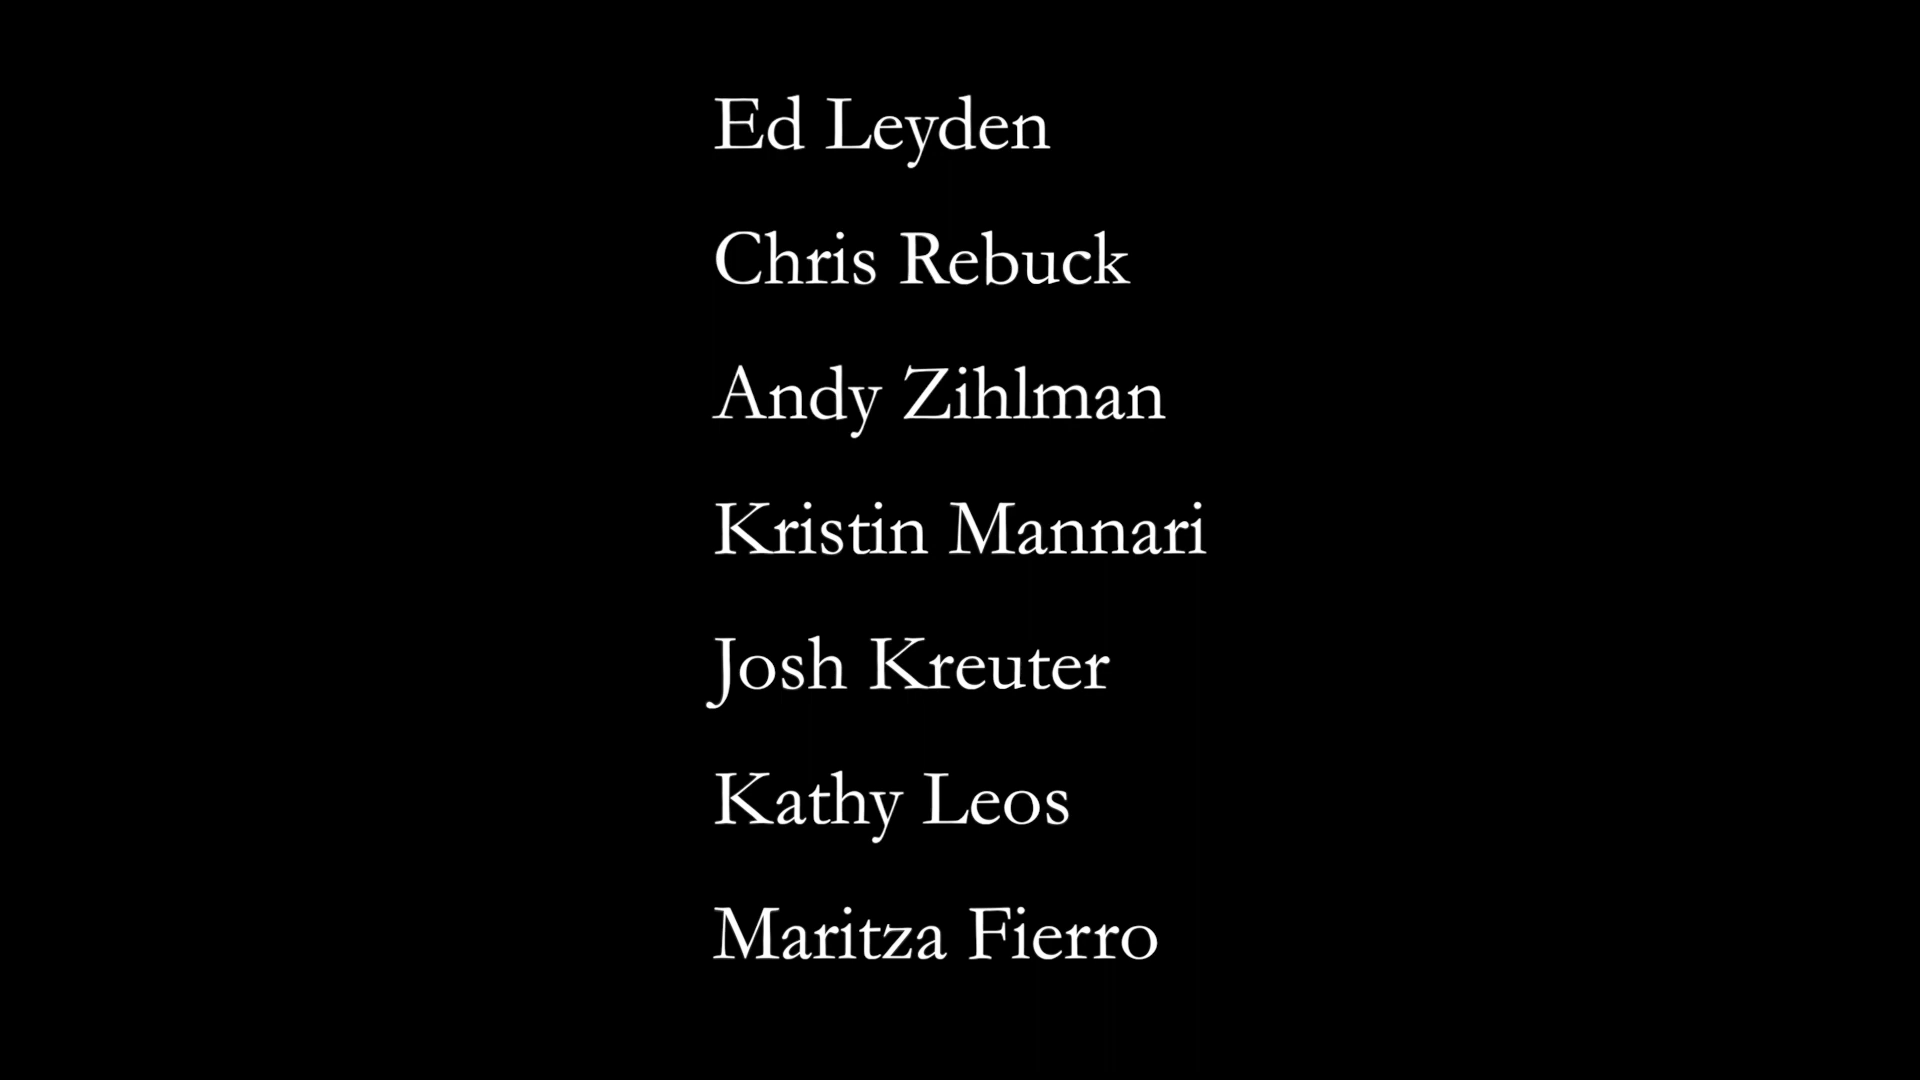 Ed Leyden
Chris Rebuck
Andy Zihlman
Kristin Mannari
Josh Kreuter
Kathy Leos
Maritza Fierro